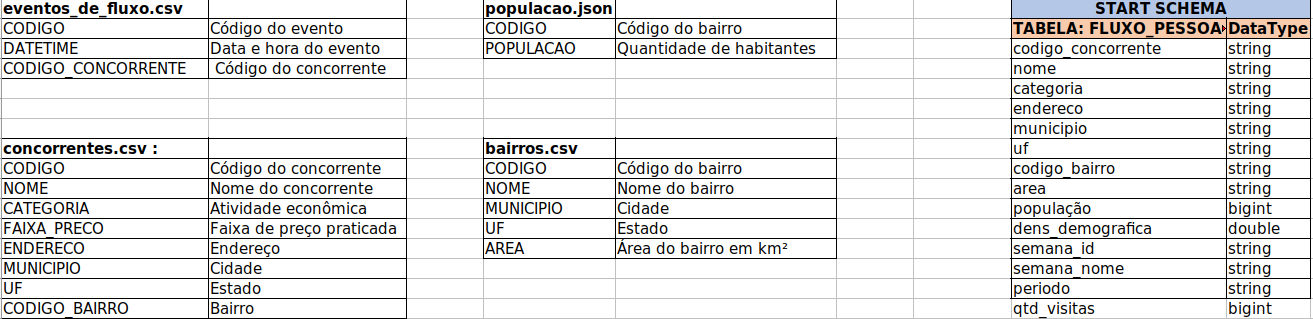 eventos_de_fluxo.csv
CODIGO Código do evento
DATETIME Data e hora do evento
CODIGO_CONCORRENTE Código do concorrente
concorrentes.csv :
CODIGO Código do concorrente
NOME Nome do concorrente
CATEGORIA Atividade econômica
FAIXA_PRECO Faixa de preço praticada
ENDERECO Endereço
MUNICIPIO Cidade
UF Estado
CODIGO_BAIRRO Bairro
populacao.json
CODIGO Código do bairro
POPULACAO Quantidade de habitantes
bairros.csv
CODIGO Código do bairro
NOME Nome do bairro
MUNICIPIO Cidade
UF Estado
AREA Área do bairro em km²
START SCHEMA
TABELA: FLUXO_PESSOA DataType
codigo_concorrente string
nome string
categoria string
endereco string
municipio string
uf string
codigo_bairro string
area string
população bigint
dens_demografica double
semana_id string
semana_nome string
periodo string
qtd_visitas bigint